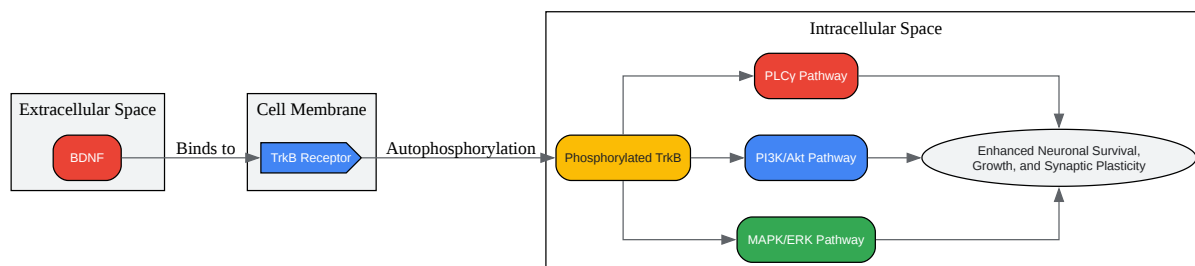 Extracellular Space
BDNF
Binds to
Cell Membrane
TrkB Receptor
Autophosphorylation
Intracellular Space
Phosphorylated TrkB
PLCγ Pathway
PI3K/Akt Pathway
MAPK/ERK Pathway
Enhanced Neuronal Survival,
Growth, and Synaptic Plasticity